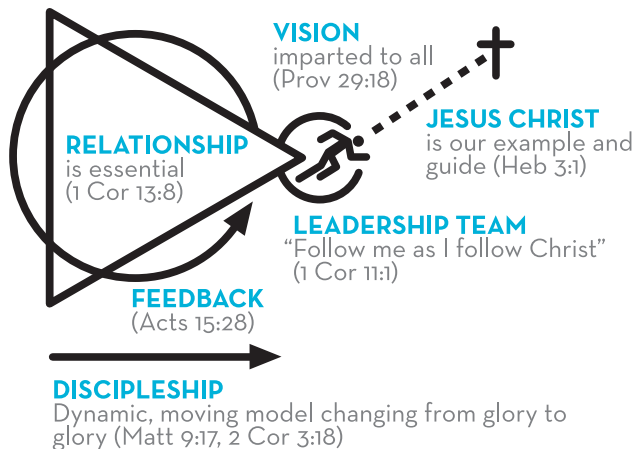 VISION
imparted to all
(Prov 29:18)
JESUS CHRIST
is our example and
guide (Heb 3:1)
RELATIONSHIP
is essential
(1 Cor 13:8)
LEADERSHIP TEAM
“Follow me as I follow Christ”
(1 Cor 11:1)
FEEDBACK
(Acts 15:28)
DISCIPLESHIP
Dynamic, moving model changing from glory to
glory (Matt 9:17, 2 Cor 3:18)